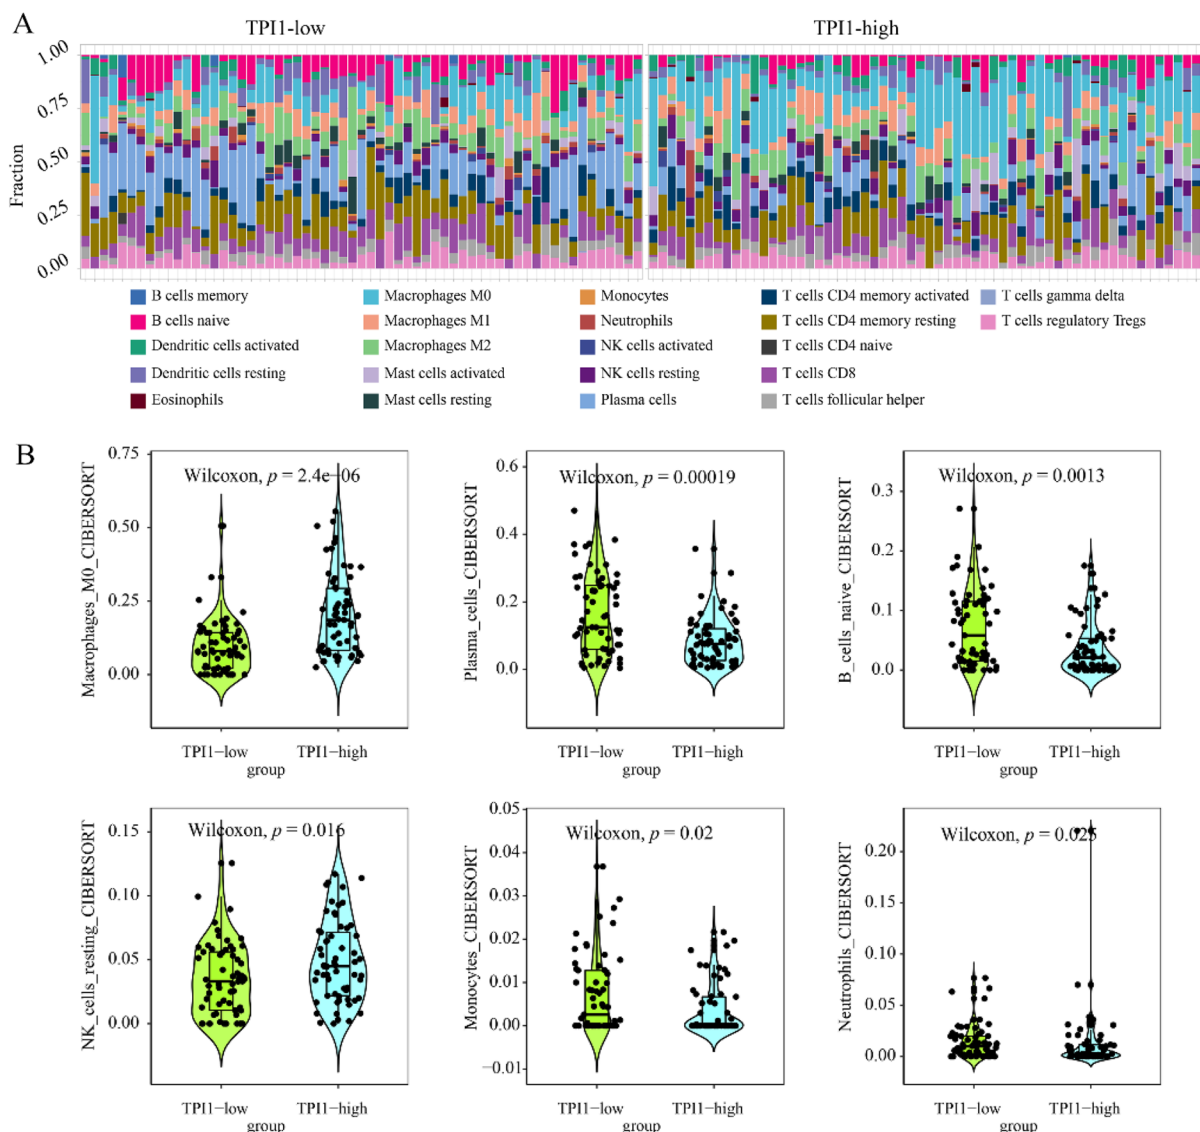 A
TPI1-low
TPI1-high
Fraction
1.00
0.75
0.50
0.25
0.00
B cells memory
B cells naive
Dendritic cells activated
Dendritic cells resting
Eosinophils
Macrophages M0
Macrophages M1
Macrophages M2
Mast cells activated
Mast cells resting
Monocytes
Neutrophils
NK cells activated
NK cells resting
Plasma cells
T cells CD4 memory activated
T cells CD4 memory resting
T cells CD4 naive
T cells CD8
T cells follicular helper
T cells gamma delta
T cells regulatory Tregs
B
Macrophages_M0_CIBERSORT
0.75
0.50
0.25
0.00
Wilcoxon, p = 2.4e−06
TPI1−low
TPI1−high
group
Plasma_cells_CIBERSORT
0.6
0.4
0.2
0.0
Wilcoxon, p = 0.00019
TPI1−low
TPI1−high
group
B_cells_naive_CIBERSORT
0.3
0.2
0.1
0.0
Wilcoxon, p = 0.0013
TPI1−low
TPI1−high
group
NK_cells_resting_CIBERSORT
0.15
0.10
0.05
0.00
Wilcoxon, p = 0.016
TPI1−low
TPI1−high
group
Monocytes_CIBERSORT
0.05
0.04
0.03
0.02
0.01
0.00
−0.01
Wilcoxon, p = 0.02
TPI1−low
TPI1−high
group
Neutrophils_CIBERSORT
0.20
0.15
0.10
0.05
0.00
Wilcoxon, p = 0.025
TPI1−low
TPI1−high
group